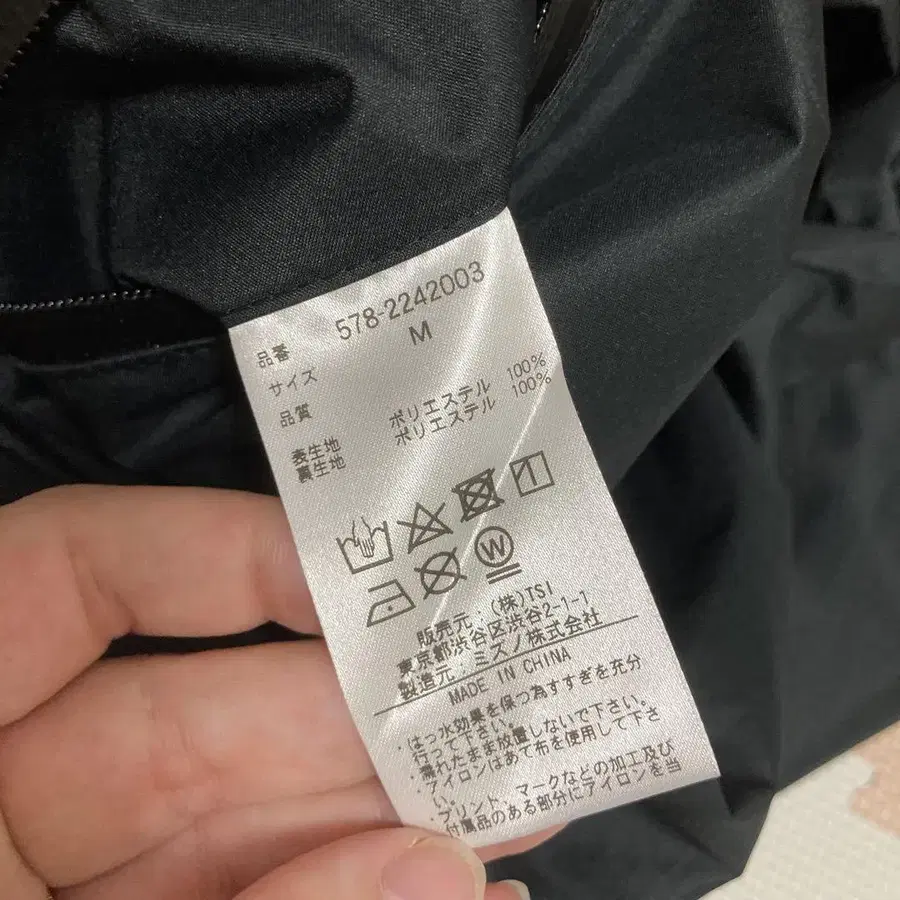 品番 578-2242003
サイズ M
品質
表生地 ポリエステル 100%
裏生地 ポリエステル 100%
W
販売元：(株)TSI
東京都渋谷区渋谷2-1-1
製造元：ミズノ株式会社
MADE IN CHINA
・はっ水効果を保つ為すすぎを充分
行って下さい。
・濡れたまま放置しないで下さい。
・アイロンはあて布を使用して下さ
い。
・プリント、マークなどの加工及び
付属品のある部分にアイロンを当